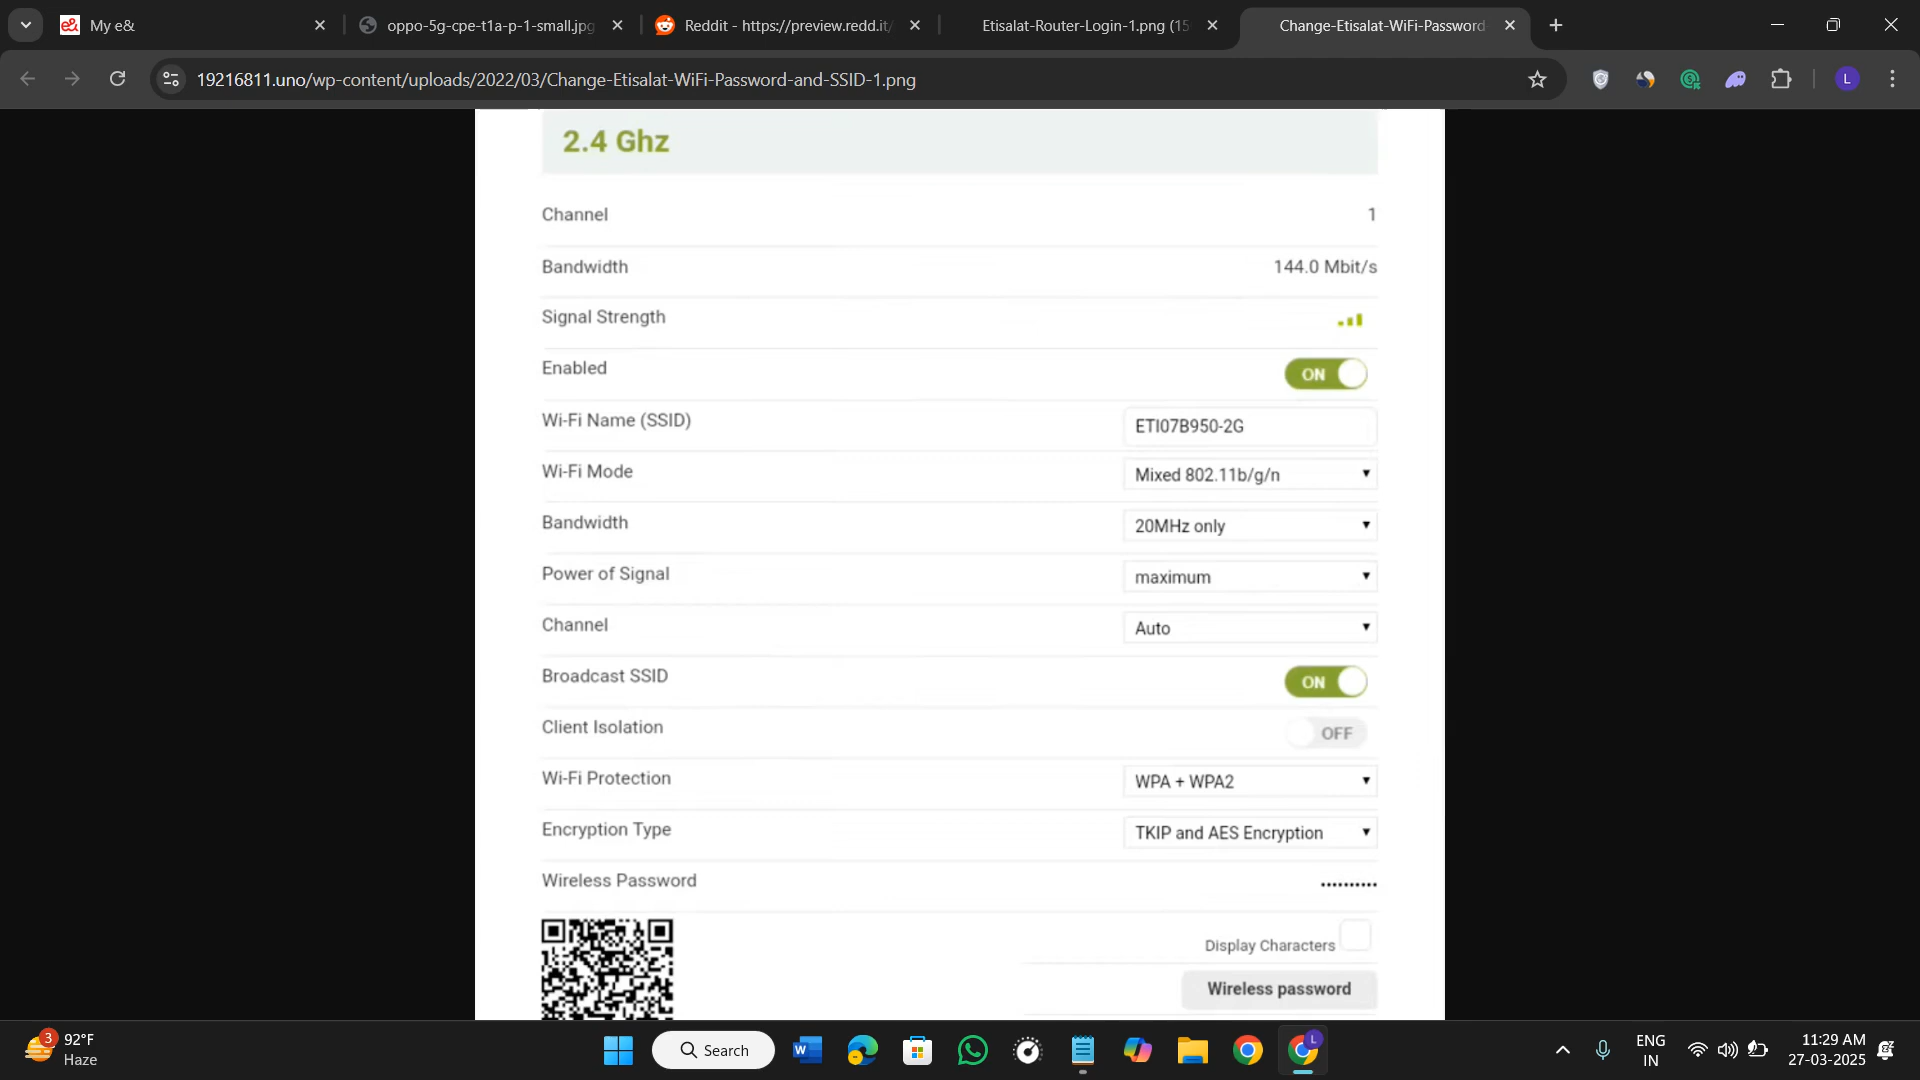 My e&
oppo-5g-cpe-t1a-p-1-small.jpg
Reddit - https://preview.redd.it/
Etisalat-Router-Login-1.png (15
Change-Etisalat-WiFi-Password
19216811.uno/wp-content/uploads/2022/03/Change-Etisalat-WiFi-Password-and-SSID-1.png
L
2.4 Ghz
Channel 1
Bandwidth 144.0 Mbit/s
Signal Strength
Enabled ON
Wi-Fi Name (SSID) ETI07B950-2G
Wi-Fi Mode Mixed 802.11b/g/n
Bandwidth 20MHz only
Power of Signal maximum
Channel Auto
Broadcast SSID ON
Client Isolation OFF
Wi-Fi Protection WPA + WPA2
Encryption Type TKIP and AES Encryption
Wireless Password ••••••••••
Display Characters
Wireless password
3
92°F
Haze
Search
L
ENG
IN
11:29 AM
27-03-2025